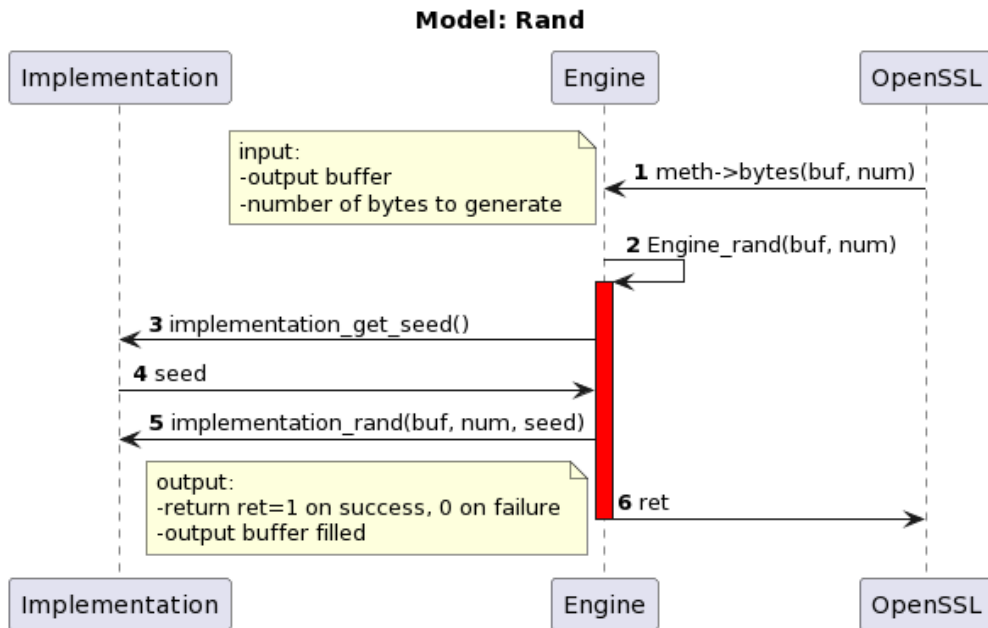 Model: Rand
Implementation
Engine
OpenSSL
input:
-output buffer
-number of bytes to generate
1 meth->bytes(buf, num)
2 Engine_rand(buf, num)
3 implementation_get_seed()
4 seed
5 implementation_rand(buf, num, seed)
output:
-return ret=1 on success, 0 on failure
-output buffer filled
6 ret
Implementation
Engine
OpenSSL